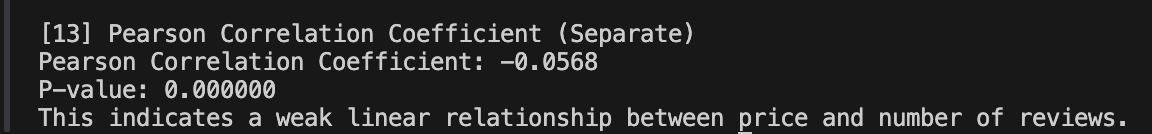 [13] Pearson Correlation Coefficient (Separate)
Pearson Correlation Coefficient: -0.0568
P-value: 0.000000
This indicates a weak linear relationship between price and number of reviews.